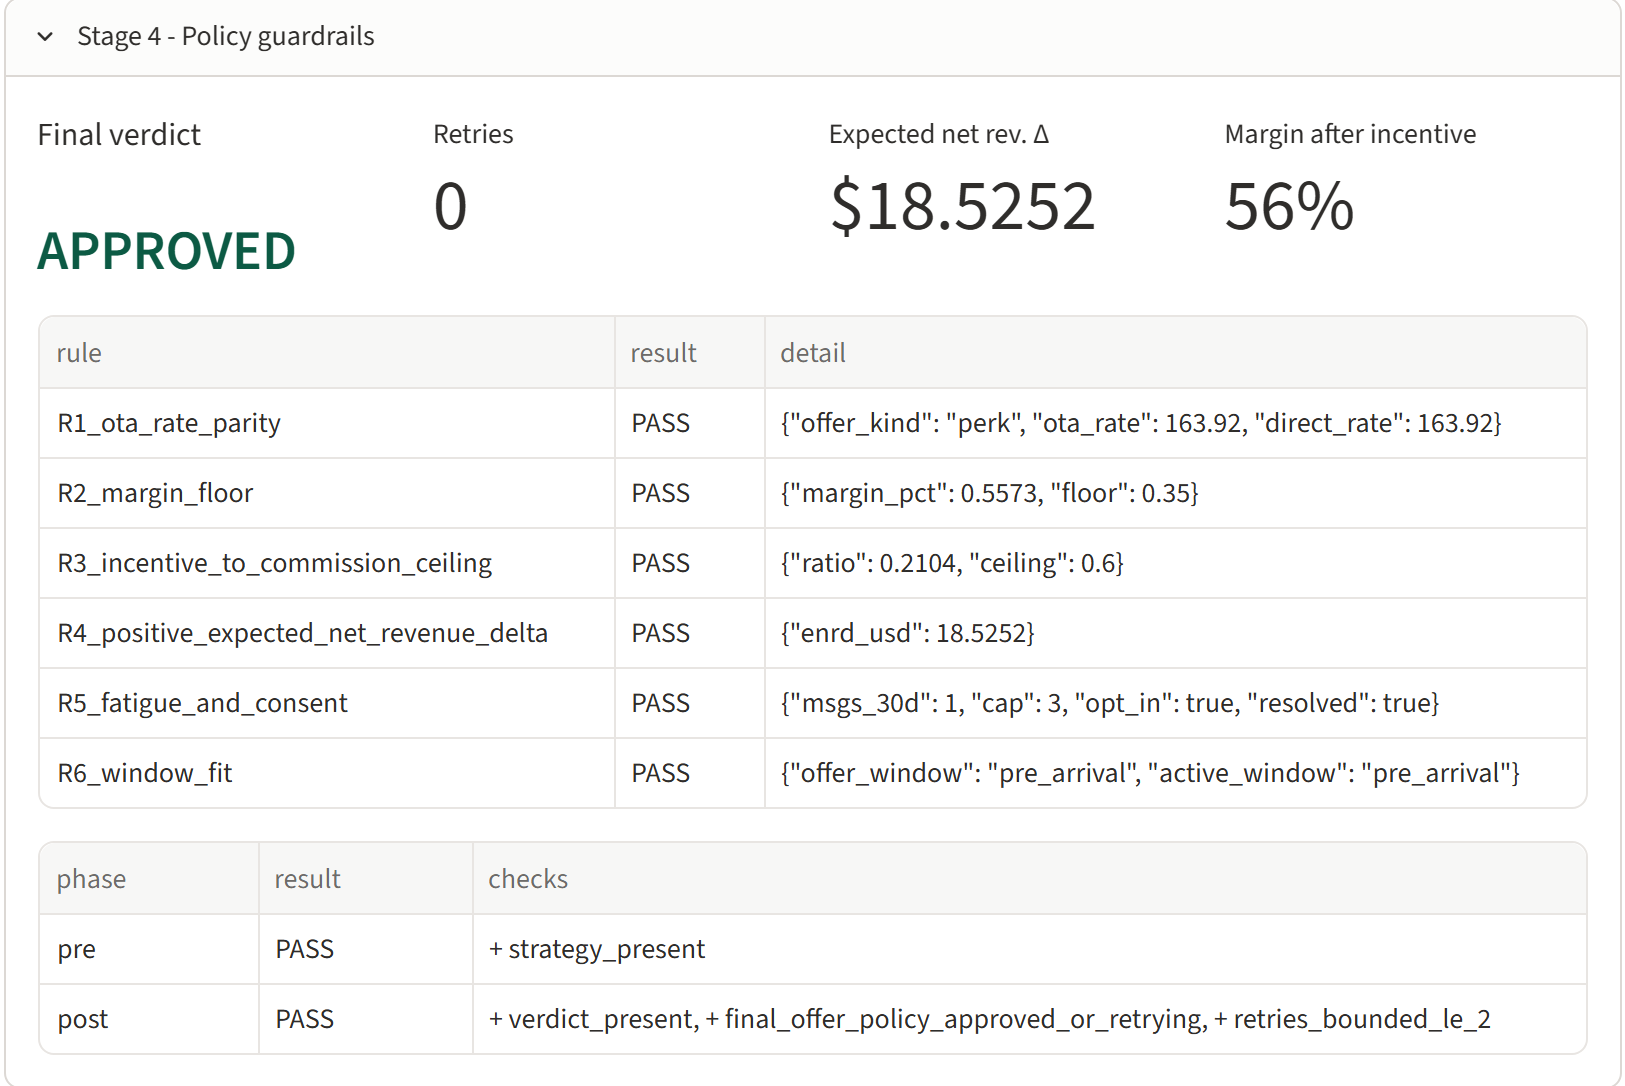 Stage 4 - Policy guardrails
Final verdict
APPROVED
Retries
0
Expected net rev. Δ
$18.5252
Margin after incentive
56%
rule result detail
R1_ota_rate_parity PASS {"offer_kind": "perk", "ota_rate": 163.92, "direct_rate": 163.92}
R2_margin_floor PASS {"margin_pct": 0.5573, "floor": 0.35}
R3_incentive_to_commission_ceiling PASS {"ratio": 0.2104, "ceiling": 0.6}
R4_positive_expected_net_revenue_delta PASS {"enrd_usd": 18.5252}
R5_fatigue_and_consent PASS {"msgs_30d": 1, "cap": 3, "opt_in": true, "resolved": true}
R6_window_fit PASS {"offer_window": "pre_arrival", "active_window": "pre_arrival"}
phase result checks
pre PASS + strategy_present
post PASS + verdict_present, + final_offer_policy_approved_or_retrying, + retries_bounded_le_2